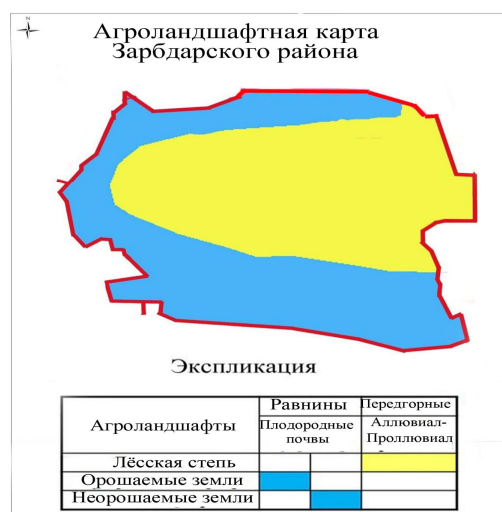 Агроландшафтная карта
Зарбдарского района
Экспликация
Агроландшафты
Равнины
Передгорные
Плодородные
почвы
Аллювиал-
Проллювиал
Лёсская степь
Орошаемые земли
Неорошаемые земли